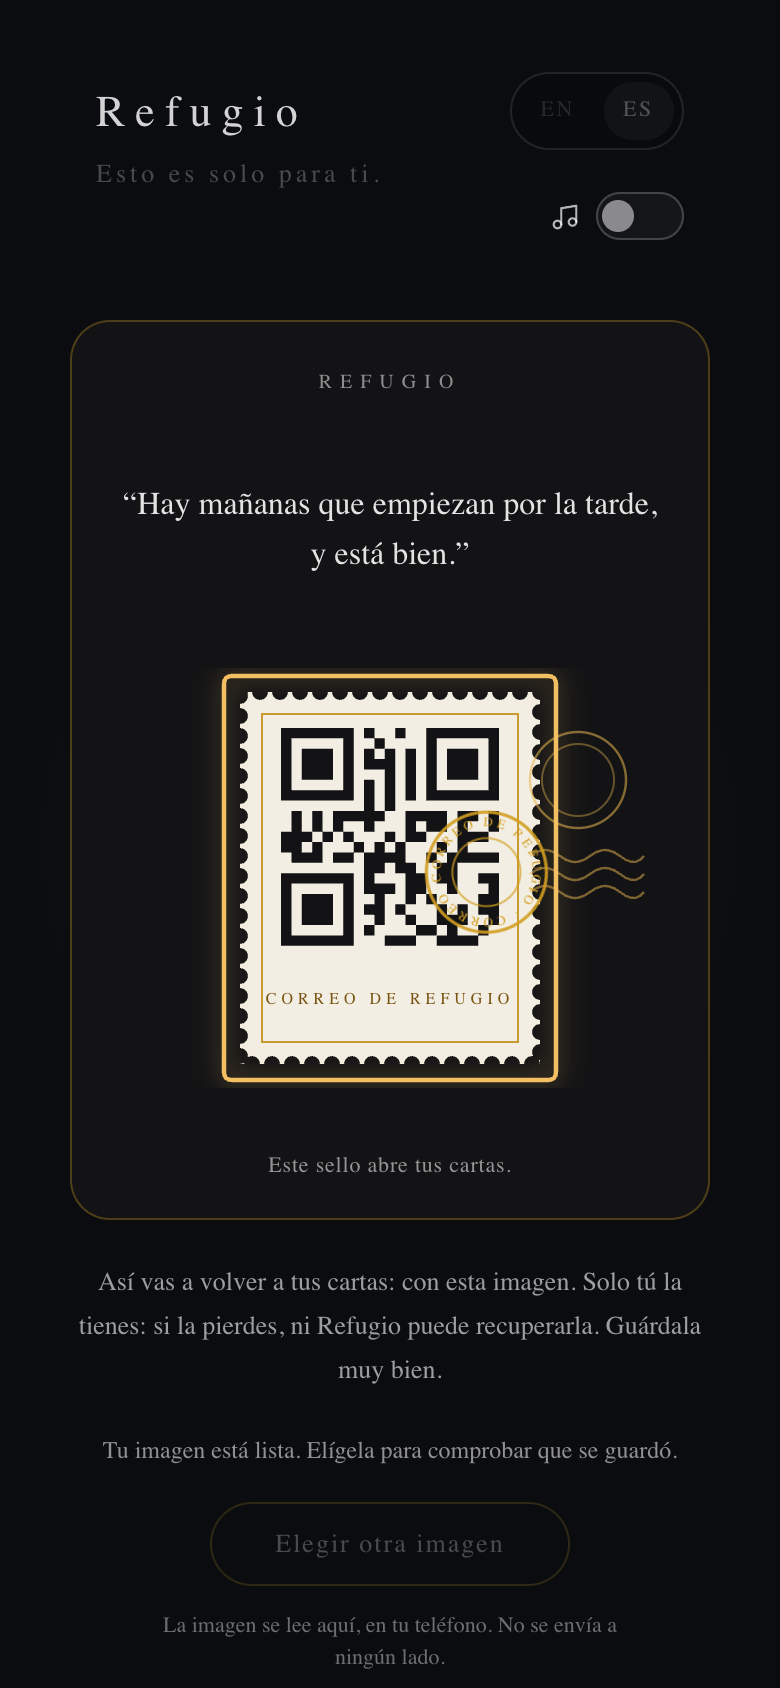 Refugio
EN ES
Esto es solo para ti.
REFUGIO
“Hay mañanas que empiezan por la tarde,
y está bien.”
CORREO DE REFUGIO
CORREO DE REFUGIO
Este sello abre tus cartas.
Así vas a volver a tus cartas: con esta imagen. Solo tú la
tienes: si la pierdes, ni Refugio puede recuperarla. Guárdala
muy bien.
Tu imagen está lista. Elígela para comprobar que se guardó.
Elegir otra imagen
La imagen se lee aquí, en tu teléfono. No se envía a
ningún lado.